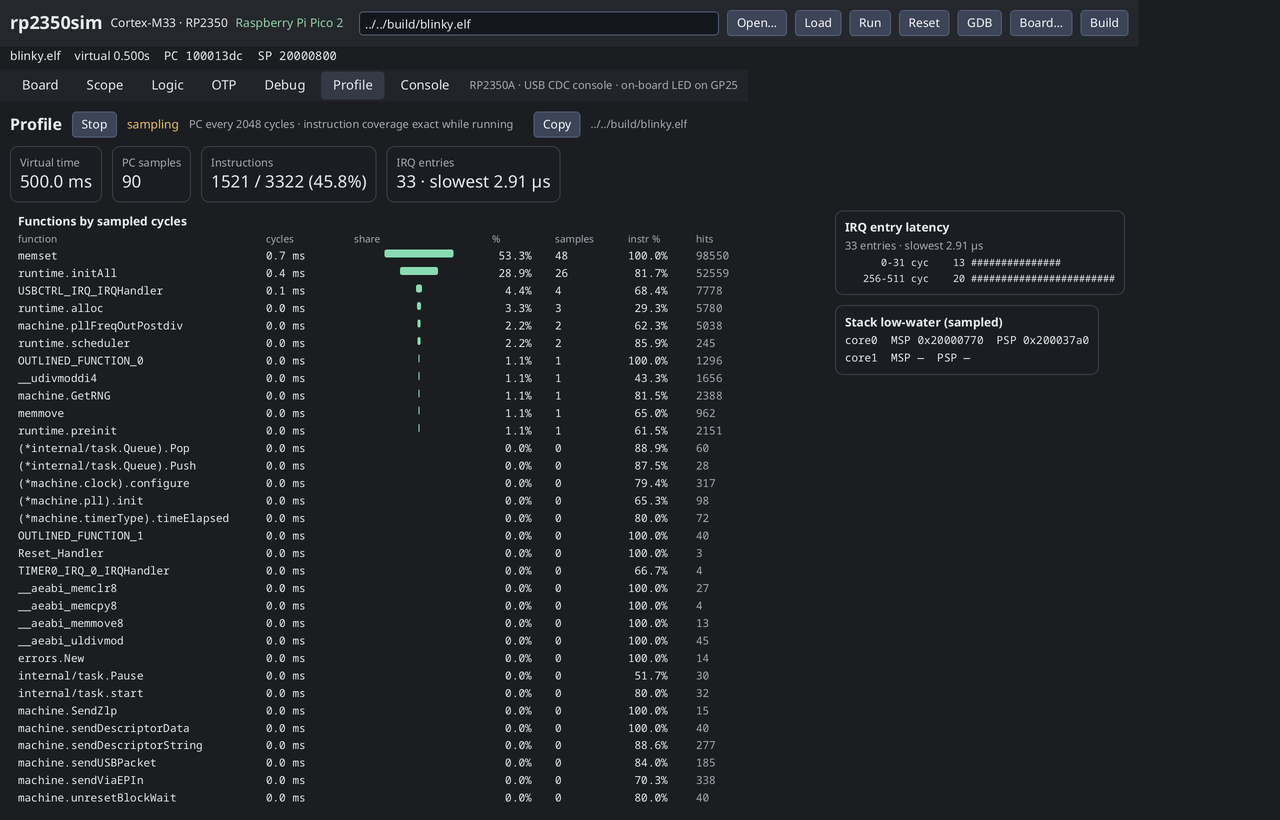 rp2350sim Cortex-M33 · RP2350 Raspberry Pi Pico 2 ../../build/blinky.elf Open... Load Run Reset GDB Board... Build
blinky.elf virtual 0.500s PC 100013dc SP 20000800
Board Scope Logic OTP Debug Profile Console RP2350A · USB CDC console · on-board LED on GP25
Profile Stop sampling PC every 2048 cycles · instruction coverage exact while running Copy ../../build/blinky.elf
Virtual time
500.0 ms
PC samples
90
Instructions
1521 / 3322 (45.8%)
IRQ entries
33 · slowest 2.91 µs
Functions by sampled cycles
function cycles share % samples instr % hits
memset 0.7 ms 53.3% 48 100.0% 98550
runtime.initAll 0.4 ms 28.9% 26 81.7% 52559
USBCTRL_IRQ_IRQHandler 0.1 ms 4.4% 4 68.4% 7778
runtime.alloc 0.0 ms 3.3% 3 29.3% 5780
machine.pllFreqOutPostdiv 0.0 ms 2.2% 2 62.3% 5038
runtime.scheduler 0.0 ms 2.2% 2 85.9% 245
OUTLINED_FUNCTION_0 0.0 ms 1.1% 1 100.0% 1296
__udivmoddi4 0.0 ms 1.1% 1 43.3% 1656
machine.GetRNG 0.0 ms 1.1% 1 81.5% 2388
memmove 0.0 ms 1.1% 1 65.0% 962
runtime.preinit 0.0 ms 1.1% 1 61.5% 2151
(*internal/task.Queue).Pop 0.0 ms 0.0% 0 88.9% 60
(*internal/task.Queue).Push 0.0 ms 0.0% 0 87.5% 28
(*machine.clock).configure 0.0 ms 0.0% 0 79.4% 317
(*machine.pll).init 0.0 ms 0.0% 0 65.3% 98
(*machine.timerType).timeElapsed 0.0 ms 0.0% 0 80.0% 72
OUTLINED_FUNCTION_1 0.0 ms 0.0% 0 100.0% 40
Reset_Handler 0.0 ms 0.0% 0 100.0% 3
TIMER0_IRQ_0_IRQHandler 0.0 ms 0.0% 0 66.7% 4
__aeabi_memclr8 0.0 ms 0.0% 0 100.0% 27
__aeabi_memcpy8 0.0 ms 0.0% 0 100.0% 4
__aeabi_memmove8 0.0 ms 0.0% 0 100.0% 13
__aeabi_uldivmod 0.0 ms 0.0% 0 100.0% 45
errors.New 0.0 ms 0.0% 0 100.0% 14
internal/task.Pause 0.0 ms 0.0% 0 51.7% 30
internal/task.start 0.0 ms 0.0% 0 80.0% 32
machine.SendZlp 0.0 ms 0.0% 0 100.0% 15
machine.sendDescriptorData 0.0 ms 0.0% 0 100.0% 40
machine.sendDescriptorString 0.0 ms 0.0% 0 88.6% 277
machine.sendUSBPacket 0.0 ms 0.0% 0 84.0% 185
machine.sendViaEPIn 0.0 ms 0.0% 0 70.3% 338
machine.unresetBlockWait 0.0 ms 0.0% 0 80.0% 40
IRQ entry latency
33 entries · slowest 2.91 µs
0-31 cyc 13 ###############
256-511 cyc 20 ########################
Stack low-water (sampled)
core0 MSP 0x20000770 PSP 0x200037a0
core1 MSP — PSP —